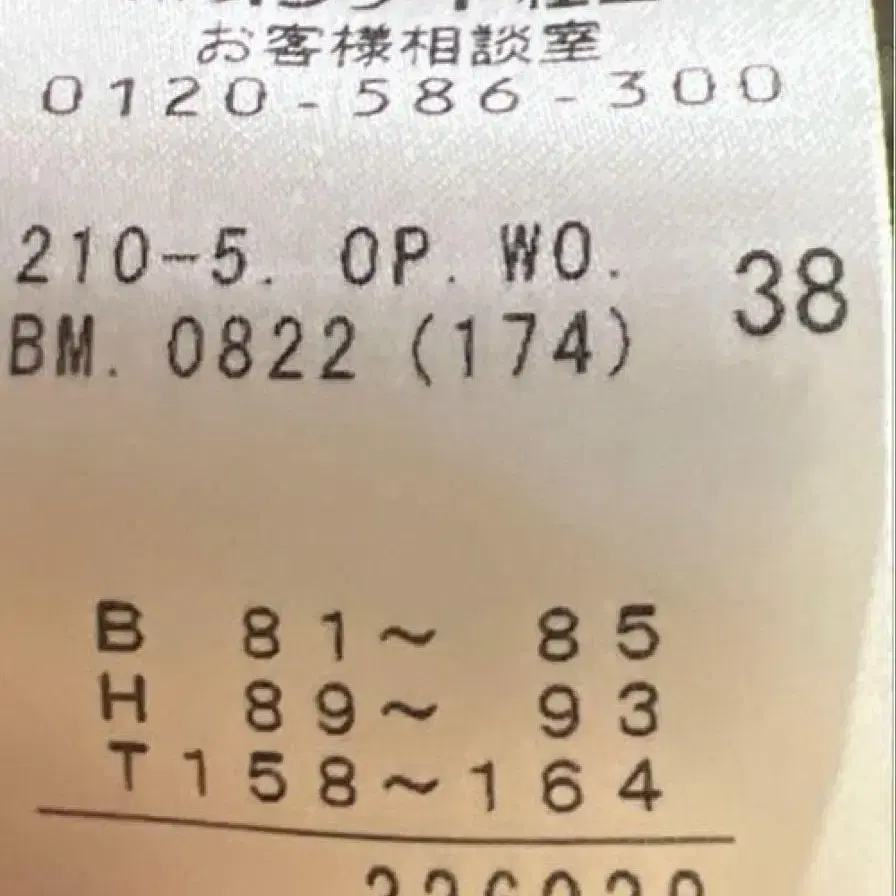 お客様相談室
0120-586-300
210-5. OP. WO. 38
BM. 0822 (174)
B 81~ 85
H 89~ 93
T158~164